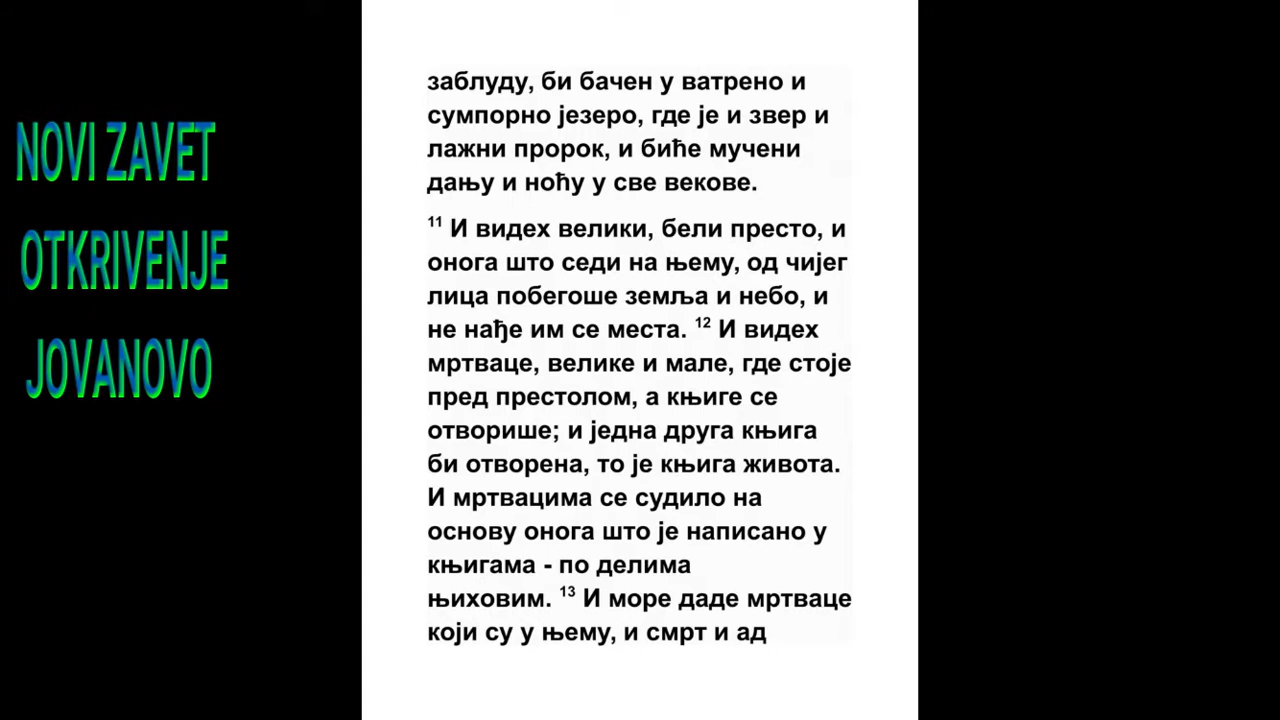 NOVI ZAVET
OTKRIVENJE
JOVANOVO
заблуду, би бачен у ватрено и
сумпорно језеро, где је и звер и
лажни пророк, и биће мучени
дању и ноћу у све векове.
11 И видех велики, бели престо, и
онога што седи на њему, од чијег
лица побегоше земља и небо, и
не нађе им се места. 12 И видех
мртваце, велике и мале, где стоје
пред престолом, а књиге се
отворише; и једна друга књига
би отворена, то је књига живота.
И мртвацима се судило на
основу онога што је написано у
књигама - по делима
њиховим. 13 И море даде мртваце
који су у њему, и смрт и ад